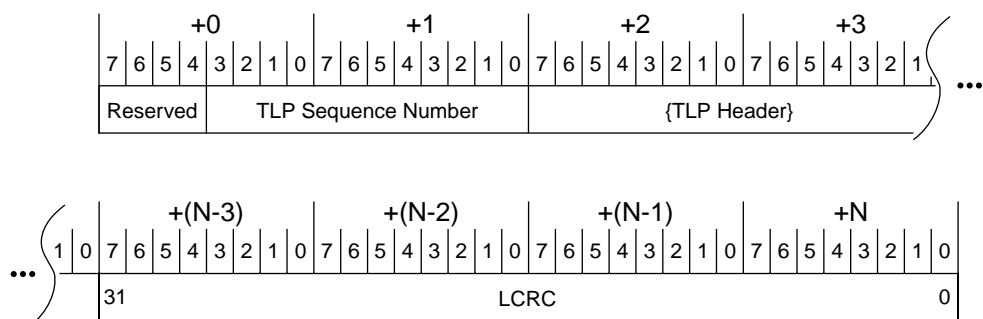 +0 +1 +2 +3
7 6 5 4 3 2 1 0 7 6 5 4 3 2 1 0 7 6 5 4 3 2 1 0 7 6 5 4 3 2 1
Reserved TLP Sequence Number {TLP Header}
•••
+(N-3) +(N-2) +(N-1) +N
1 0 7 6 5 4 3 2 1 0 7 6 5 4 3 2 1 0 7 6 5 4 3 2 1 0 7 6 5 4 3 2 1 0
•••
31 LCRC 0